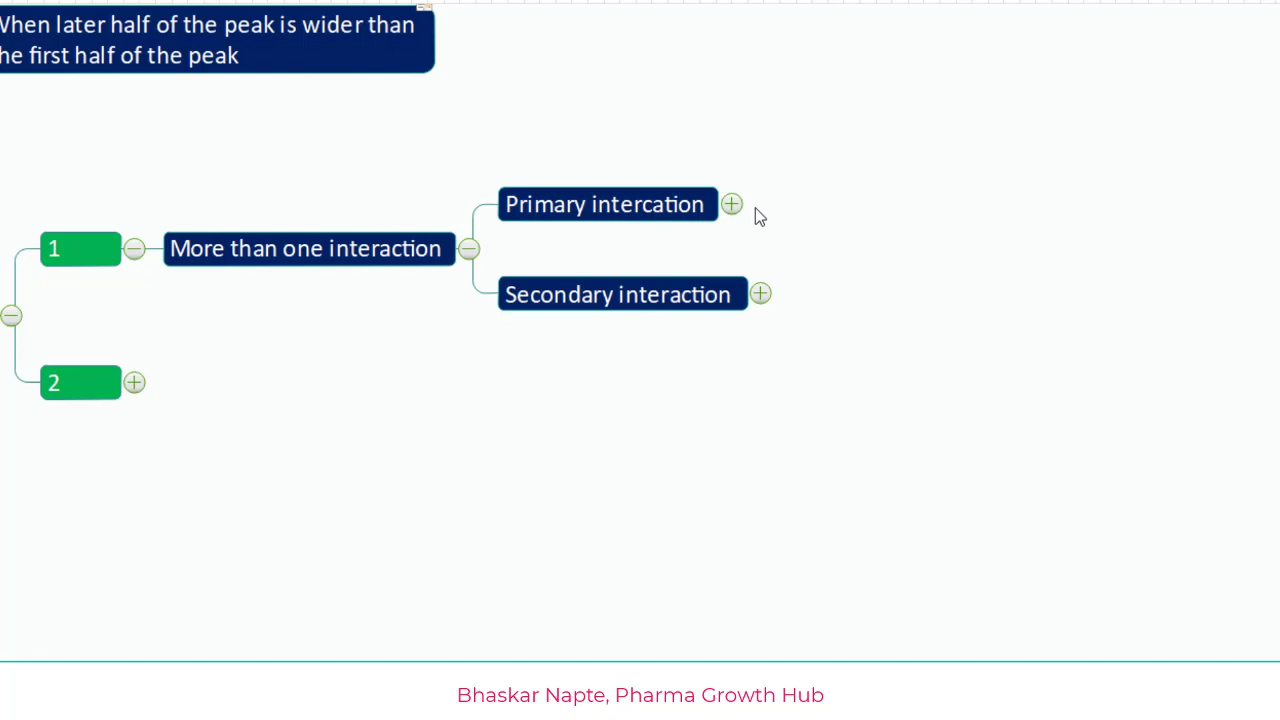 When later half of the peak is wider than
he first half of the peak
Primary intercation
1
More than one interaction
Secondary interaction
2
Bhaskar Napte, Pharma Growth Hub